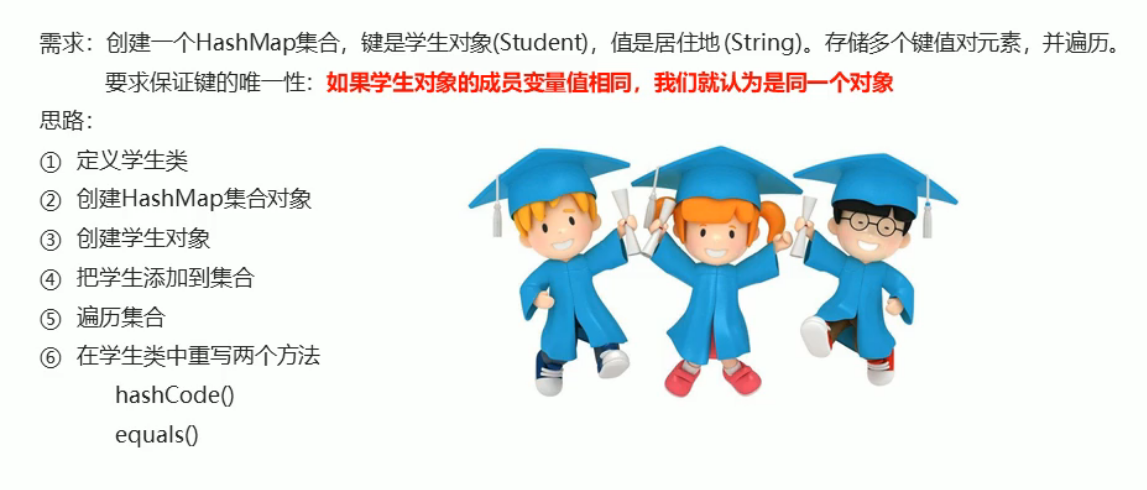 需求：创建一个HashMap集合，键是学生对象(Student)，值是居住地 (String)。存储多个键值对元素，并遍历。
要求保证键的唯一性：如果学生对象的成员变量值相同，我们就认为是同一个对象
思路：
① 定义学生类
② 创建HashMap集合对象
③ 创建学生对象
④ 把学生添加到集合
⑤ 遍历集合
⑥ 在学生类中重写两个方法
hashCode()
equals()